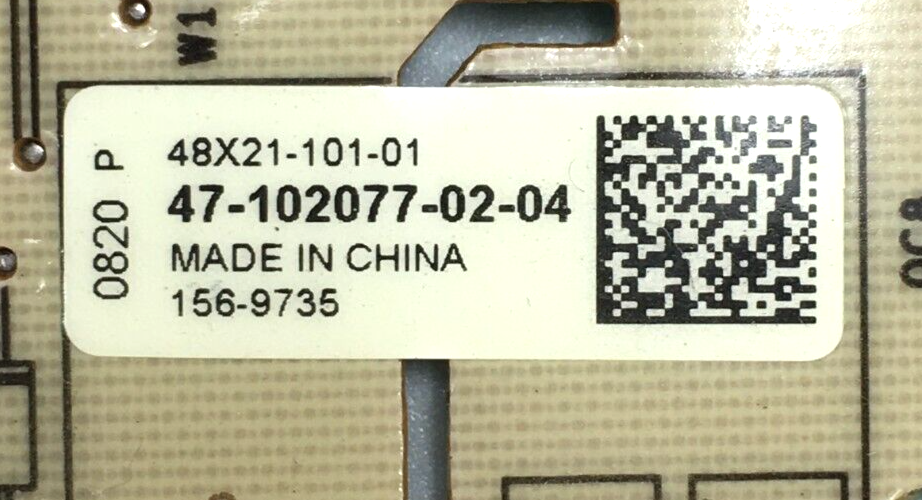 W1
0820 P
48X21-101-01
47-102077-02-04
MADE IN CHINA
156-9735